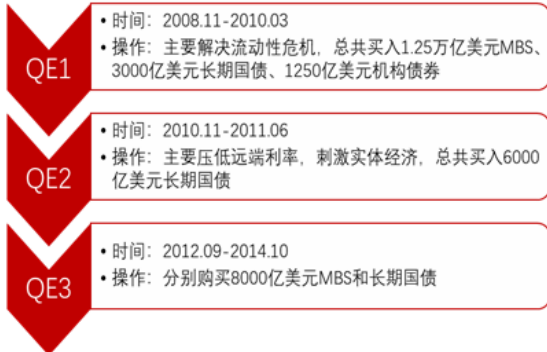 QE1
• 时间：2008.11-2010.03
• 操作：主要解决流动性危机，总共买入1.25万亿美元MBS、
3000亿美元长期国债、1250亿美元机构债券
QE2
• 时间：2010.11-2011.06
• 操作：主要压低远端利率，刺激实体经济，总共买入6000
亿美元长期国债
QE3
• 时间：2012.09-2014.10
• 操作：分别购买8000亿美元MBS和长期国债